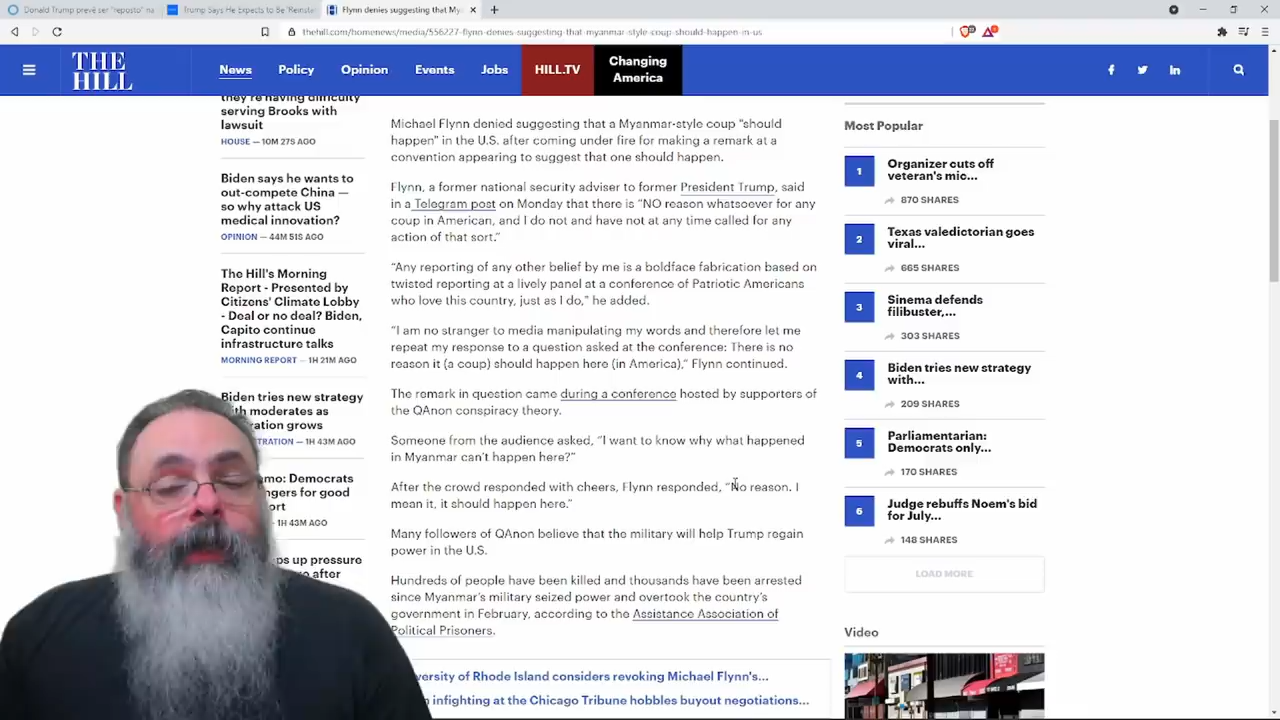 Donald Trump prevê ser "reposto" na
Trump Says He Expects to Be 'Reinsta
Flynn denies suggesting that My
thehill.com/homenews/media/556227-flynn-denies-suggesting-that-myanmar-style-coup-should-happen-in-us
THE
HILL
News
Policy
Opinion
Events
Jobs
HILL.TV
Changing
America
they're having difficulty
serving Brooks with
lawsuit
HOUSE — 10M 27S AGO
Biden says he wants to
out-compete China —
so why attack US
medical innovation?
OPINION — 44M 51S AGO
The Hill's Morning
Report - Presented by
Citizens' Climate Lobby
- Deal or no deal? Biden,
Capito continue
infrastructure talks
MORNING REPORT — 1H 21M AGO
Biden tries new strategy
with moderates as
ration grows
TRATION — 1H 43M AGO
mo: Democrats
ngers for good
ort
1H 43M AGO
ps up pressure
after
Michael Flynn denied suggesting that a Myanmar-style coup "should
happen" in the U.S. after coming under fire for making a remark at a
convention appearing to suggest that one should happen.
Flynn, a former national security adviser to former President Trump, said
in a Telegram post on Monday that there is “NO reason whatsoever for any
coup in American, and I do not and have not at any time called for any
action of that sort.”
“Any reporting of any other belief by me is a boldface fabrication based on
twisted reporting at a lively panel at a conference of Patriotic Americans
who love this country, just as I do,” he added.
“I am no stranger to media manipulating my words and therefore let me
repeat my response to a question asked at the conference: There is no
reason it (a coup) should happen here (in America),” Flynn continued.
The remark in question came during a conference hosted by supporters of
the QAnon conspiracy theory.
Someone from the audience asked, “I want to know why what happened
in Myanmar can’t happen here?”
After the crowd responded with cheers, Flynn responded, “No reason. I
mean it, it should happen here.”
Many followers of QAnon believe that the military will help Trump regain
power in the U.S.
Hundreds of people have been killed and thousands have been arrested
since Myanmar’s military seized power and overtook the country’s
government in February, according to the Assistance Association of
Political Prisoners.
versity of Rhode Island considers revoking Michael Flynn's...
infighting at the Chicago Tribune hobbles buyout negotiations...
Most Popular
1
Organizer cuts off
veteran's mic...
870 SHARES
2
Texas valedictorian goes
viral...
665 SHARES
3
Sinema defends
filibuster,...
303 SHARES
4
Biden tries new strategy
with...
209 SHARES
5
Parliamentarian:
Democrats only...
170 SHARES
6
Judge rebuffs Noem's bid
for July...
148 SHARES
LOAD MORE
Video